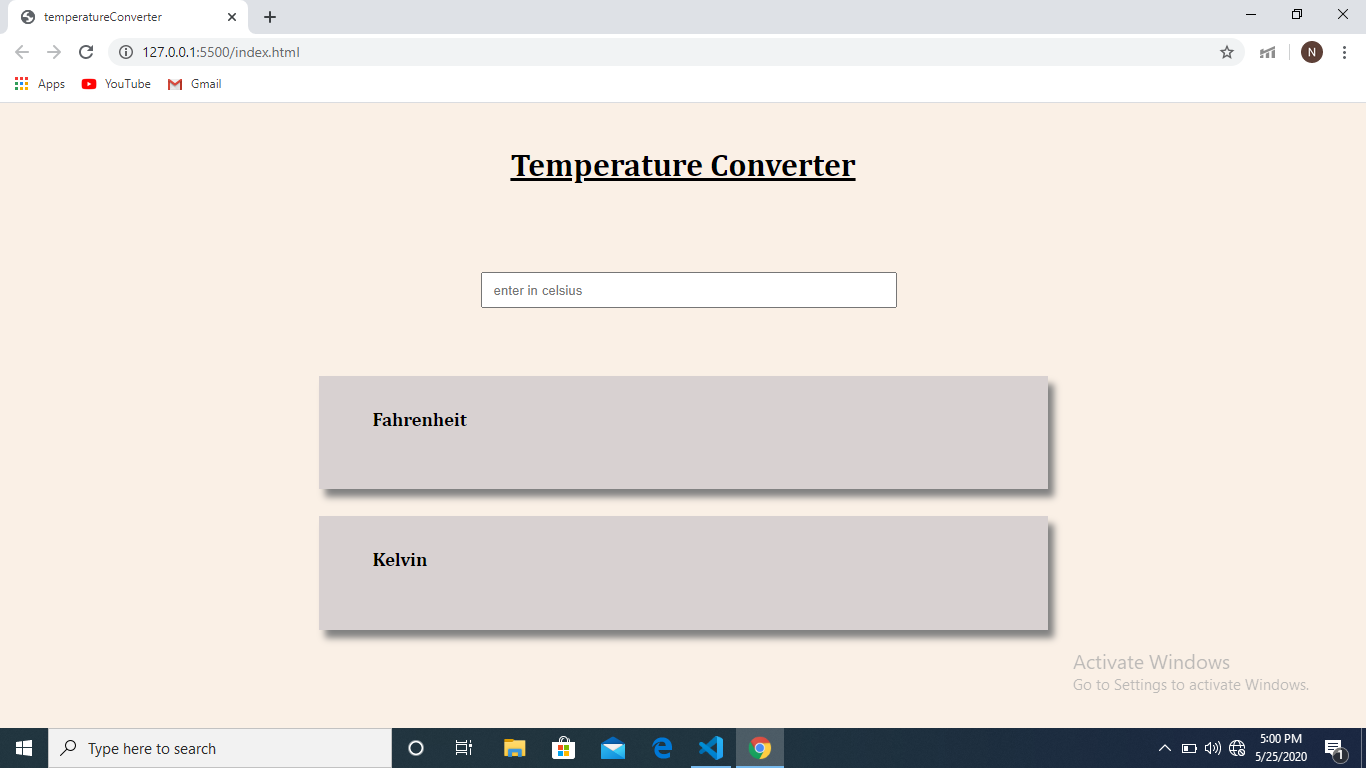 temperatureConverter
127.0.0.1:5500/index.html
N
Apps YouTube Gmail
Temperature Converter
enter in celsius
Fahrenheit
Kelvin
Activate Windows
Go to Settings to activate Windows.
Type here to search
5:00 PM
5/25/2020
1